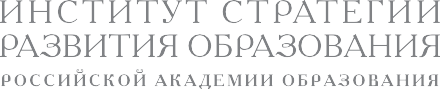 ИНСТИТУТ СТРАТЕГИИ
РАЗВИТИЯ ОБРАЗОВАНИЯ
РОССИЙСКОЙ АКАДЕМИИ ОБРАЗОВАНИЯ